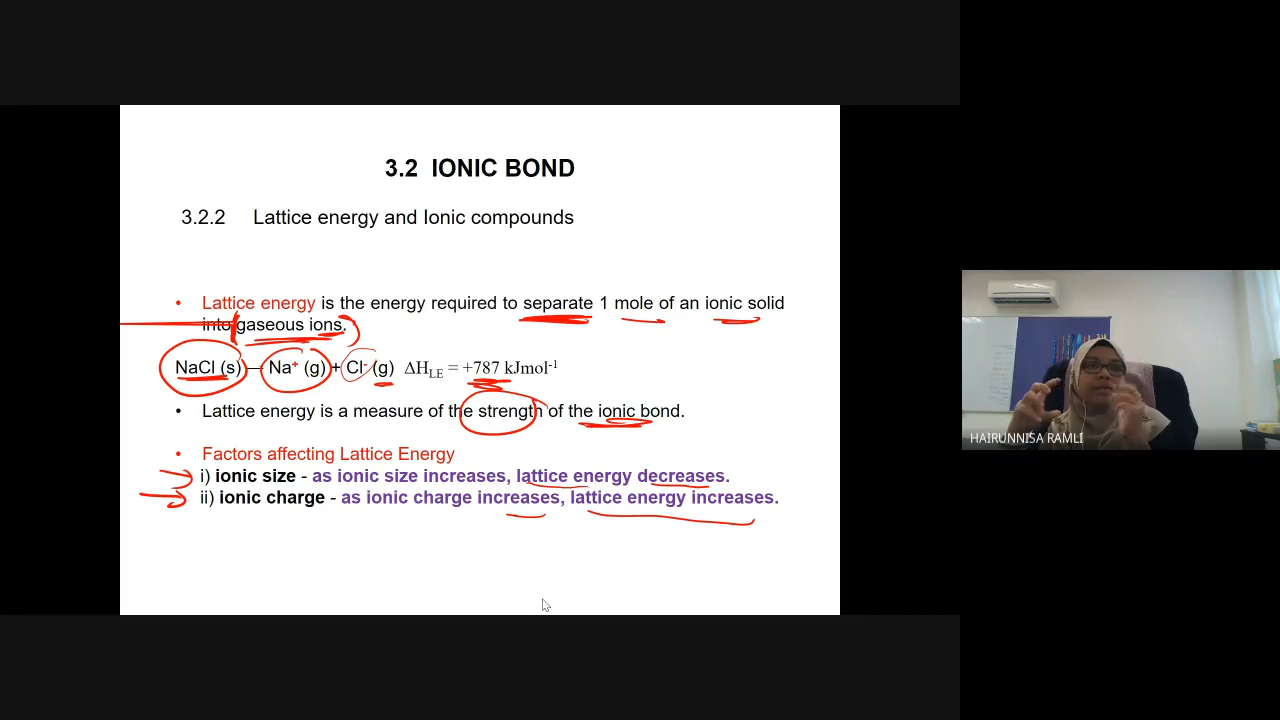 3.2 IONIC BOND
3.2.2 Lattice energy and Ionic compounds
• Lattice energy is the energy required to separate 1 mole of an ionic solid
into gaseous ions.
NaCl (s) → Na⁺ (g) + Cl⁻ (g) ΔH_LE = +787 kJmol⁻¹
• Lattice energy is a measure of the strength of the ionic bond.
• Factors affecting Lattice Energy
i) ionic size - as ionic size increases, lattice energy decreases.
ii) ionic charge - as ionic charge increases, lattice energy increases.
HAIRUNNISA RAMLI